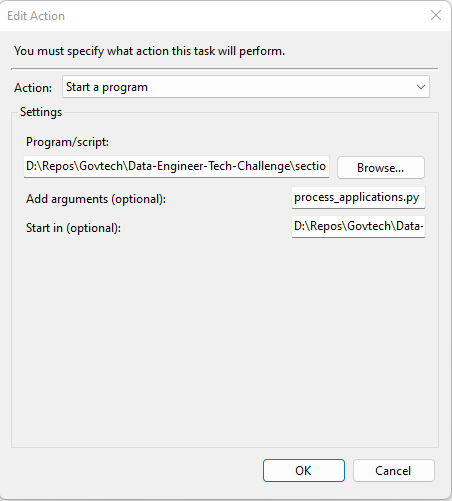 Edit Action
You must specify what action this task will perform.
Action: Start a program
Settings
Program/script:
D:\Repos\Govtech\Data-Engineer-Tech-Challenge\sectio Browse...
Add arguments (optional): process_applications.py
Start in (optional): D:\Repos\Govtech\Data-
OK Cancel